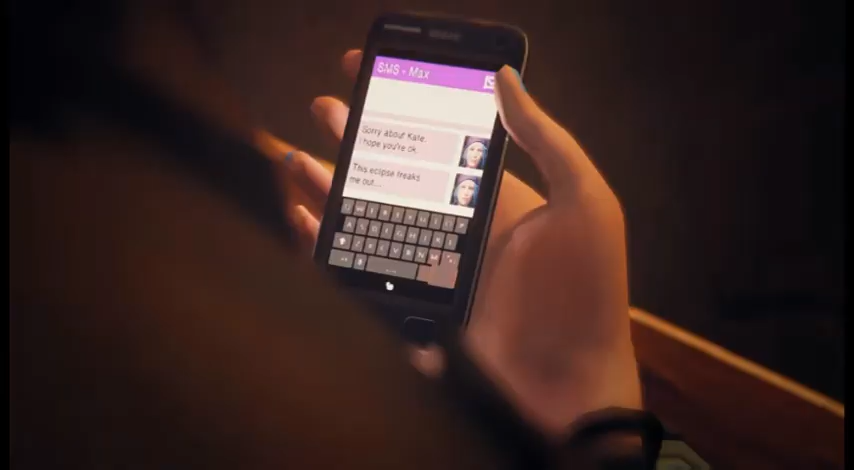 SMS - Max
Sorry about Kate.
I hope you're ok.
This eclipse freaks
me out...